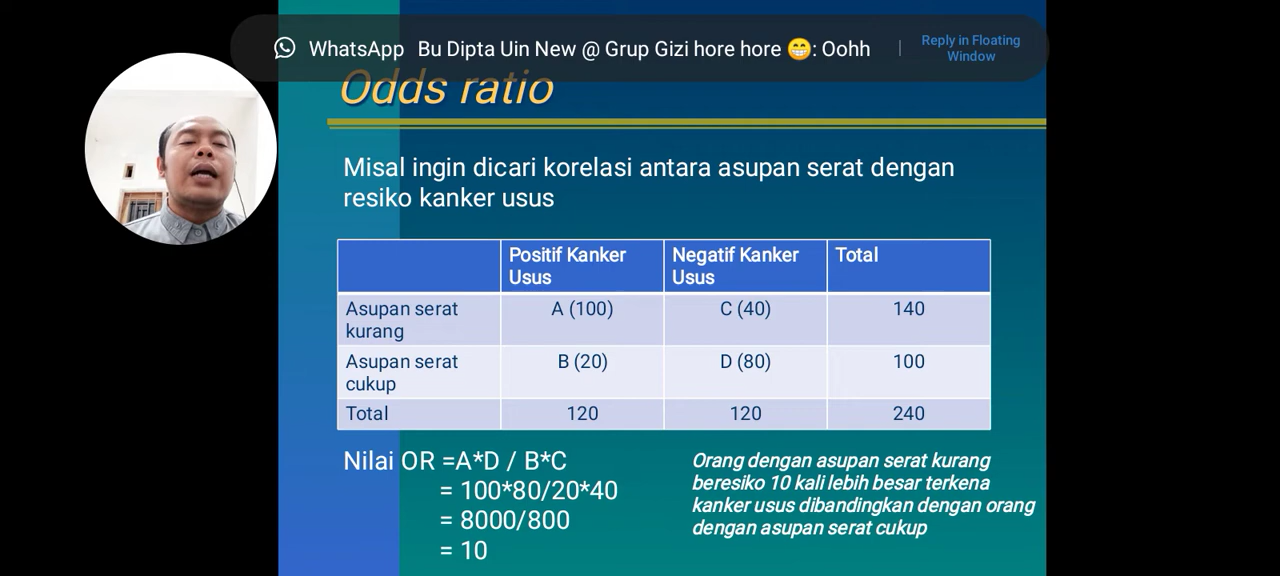 WhatsApp Bu Dipta Uin New @ Grup Gizi hore hore 😁: Oohh
Reply in Floating
Window
Odds ratio
Misal ingin dicari korelasi antara asupan serat dengan
resiko kanker usus
Positif Kanker
Usus
Negatif Kanker
Usus
Total
Asupan serat
kurang
A (100)
C (40)
140
Asupan serat
cukup
B (20)
D (80)
100
Total
120
120
240
Nilai OR =A*D / B*C
= 100*80/20*40
= 8000/800
= 10
Orang dengan asupan serat kurang
beresiko 10 kali lebih besar terkena
kanker usus dibandingkan dengan orang
dengan asupan serat cukup